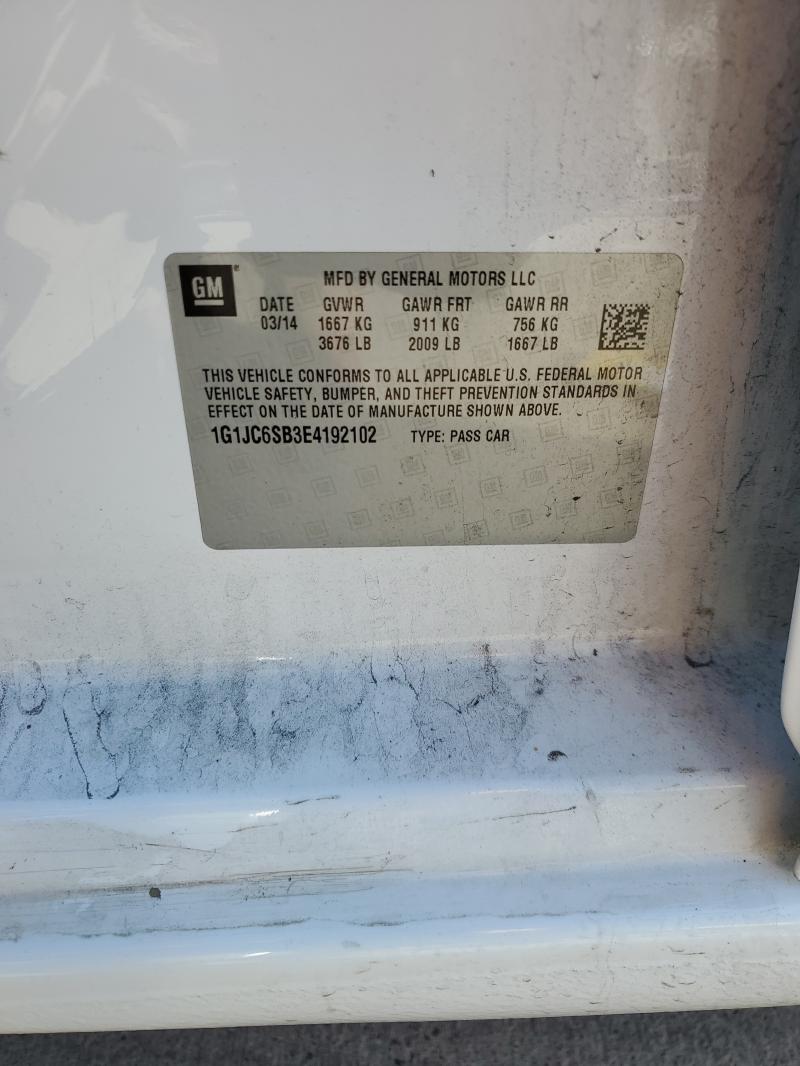 GM
MFD BY GENERAL MOTORS LLC
DATE GVWR GAWR FRT GAWR RR
03/14 1667 KG 911 KG 756 KG
3676 LB 2009 LB 1667 LB
THIS VEHICLE CONFORMS TO ALL APPLICABLE U.S. FEDERAL MOTOR
VEHICLE SAFETY, BUMPER, AND THEFT PREVENTION STANDARDS IN
EFFECT ON THE DATE OF MANUFACTURE SHOWN ABOVE.
1G1JC6SB3E4192102 TYPE: PASS CAR